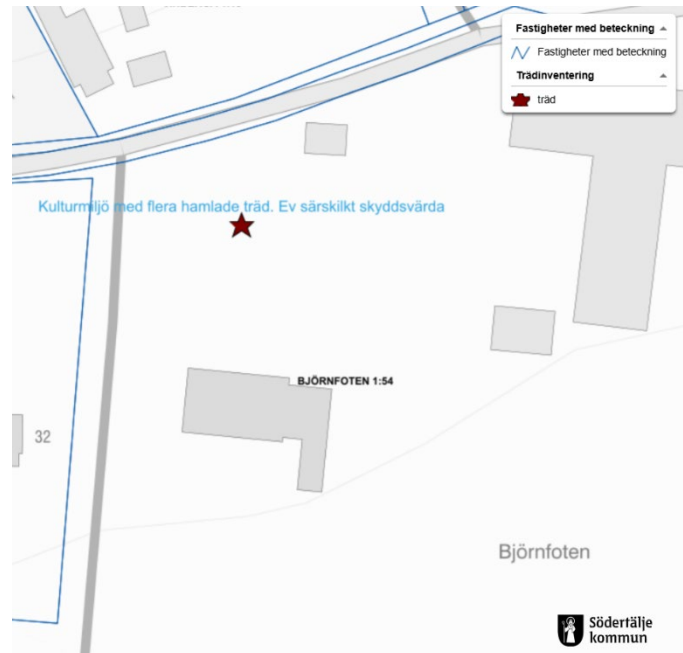 Fastigheter med beteckning
Fastigheter med beteckning
Trädinventering
träd
Kulturmiljö med flera hamlade träd. Ev särskilkt skyddsvärda
BJÖRNFOTEN 1:54
32
Björnfoten
Södertälje
kommun